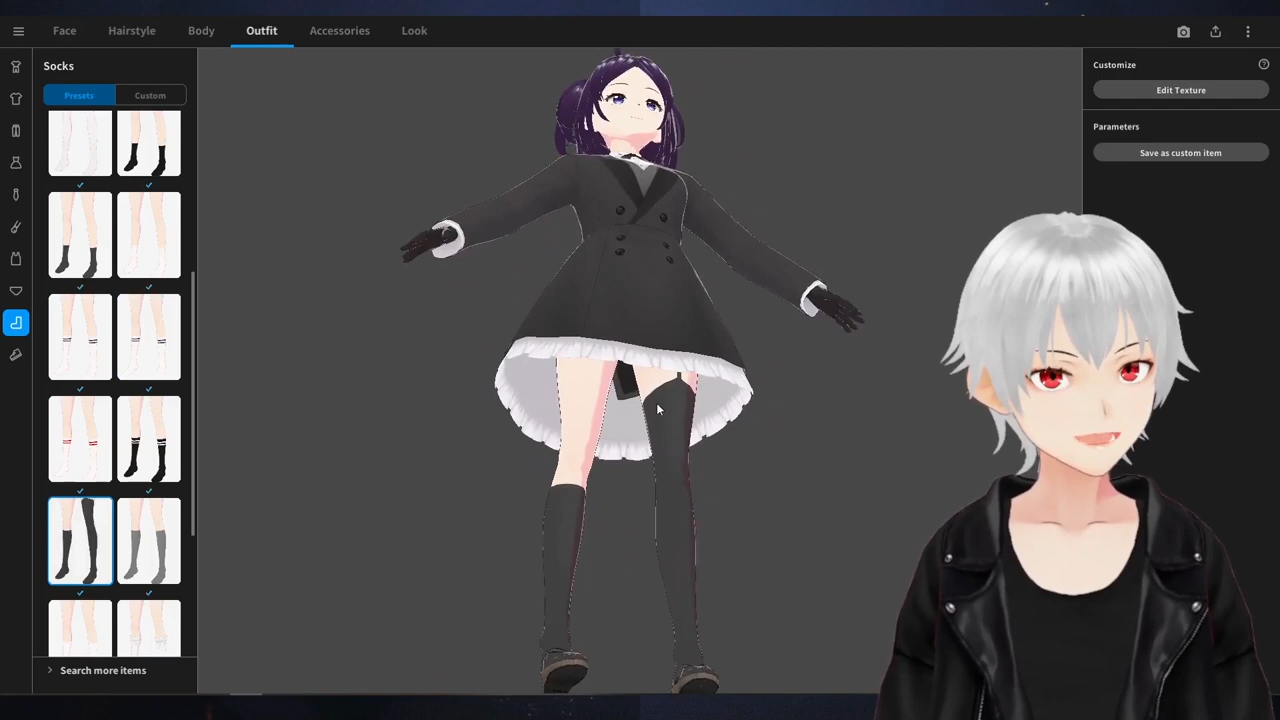 Face Hairstyle Body Outfit Accessories Look
Socks
Presets Custom
Search more items
Customize
Edit Texture
Parameters
Save as custom item